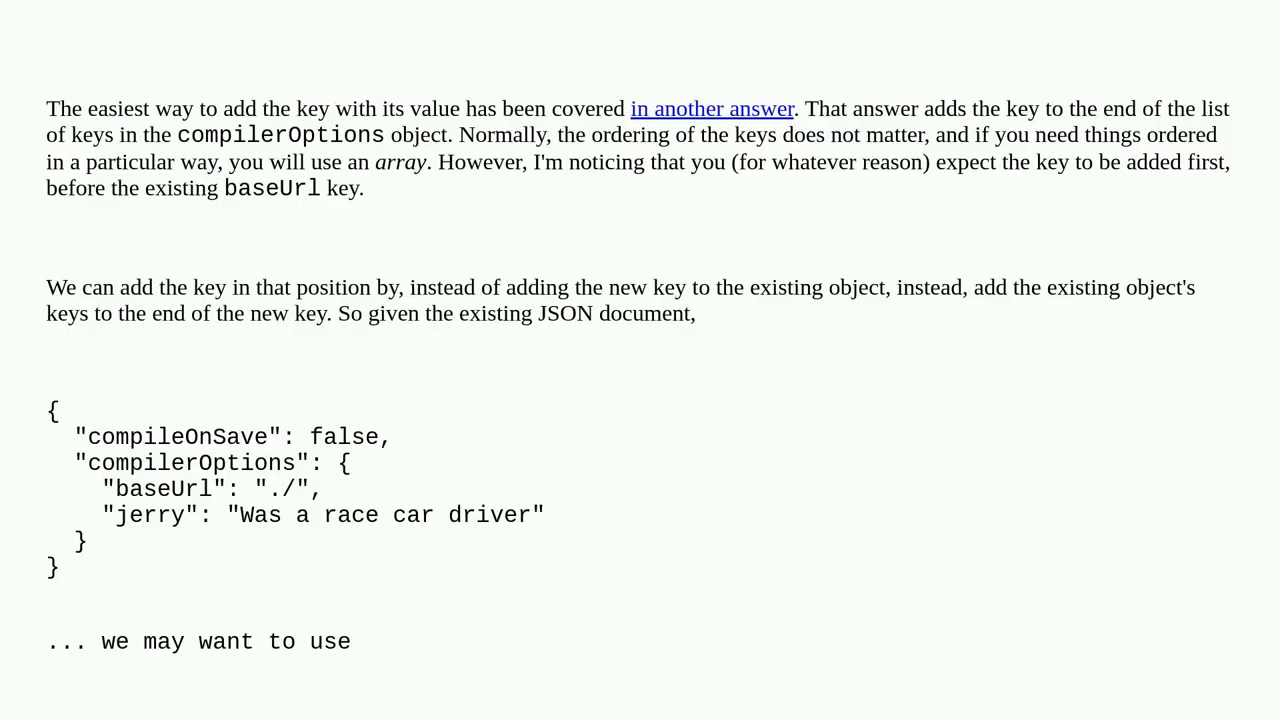 The easiest way to add the key with its value has been covered in another answer. That answer adds the key to the end of the list
of keys in the compilerOptions object. Normally, the ordering of the keys does not matter, and if you need things ordered
in a particular way, you will use an array. However, I'm noticing that you (for whatever reason) expect the key to be added first,
before the existing baseUrl key.
We can add the key in that position by, instead of adding the new key to the existing object, instead, add the existing object's
keys to the end of the new key. So given the existing JSON document,
{
  "compileOnSave": false,
  "compilerOptions": {
    "baseUrl": "./",
    "jerry": "Was a race car driver"
  }
}
... we may want to use